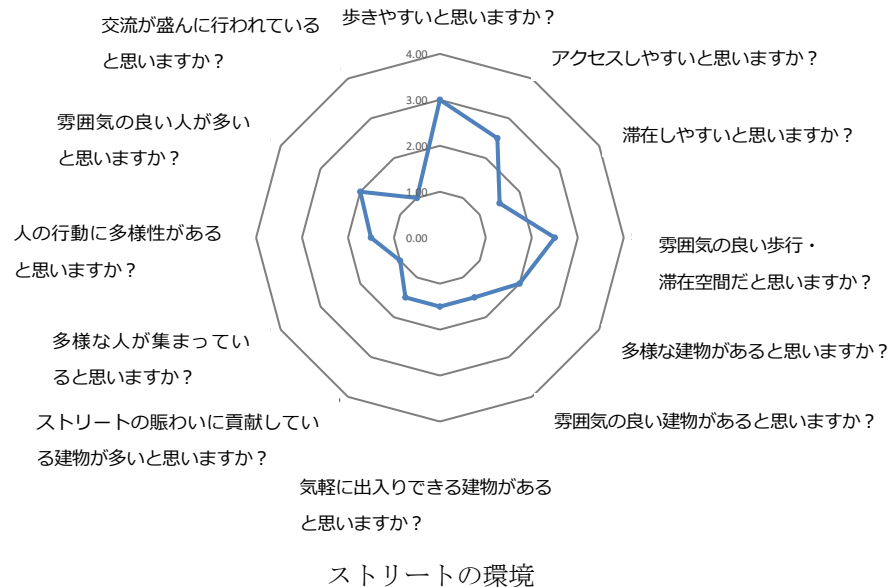 歩きやすいと思いますか？
アクセスしやすいと思いますか？
滞在しやすいと思いますか？
雰囲気の良い歩行・
滞在空間だと思いますか？
多様な建物があると思いますか？
雰囲気の良い建物があると思いますか？
気軽に出入りできる建物がある
と思いますか？
ストリートの賑わいに貢献してい
る建物が多いと思いますか？
多様な人が集まってい
ると思いますか？
人の行動に多様性がある
と思いますか？
雰囲気の良い人が多い
と思いますか？
交流が盛んに行われている
と思いますか？
4.00
3.00
2.00
1.00
0.00
ストリートの環境